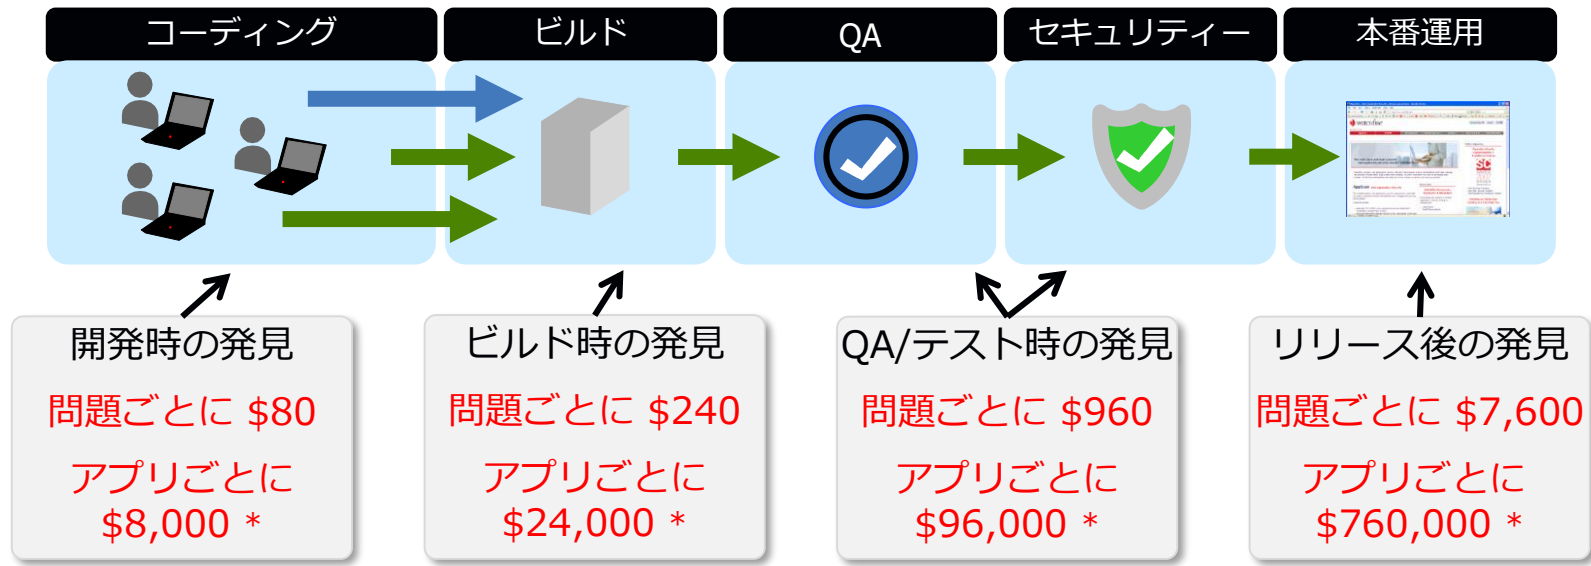 コーディング
ビルド
QA
セキュリティー
本番運用
開発時の発見
問題ごとに $80
アプリごとに
$8,000 *
ビルド時の発見
問題ごとに $240
アプリごとに
$24,000 *
QA/テスト時の発見
問題ごとに $960
アプリごとに
$96,000 *
リリース後の発見
問題ごとに $7,600
アプリごとに
$760,000 *